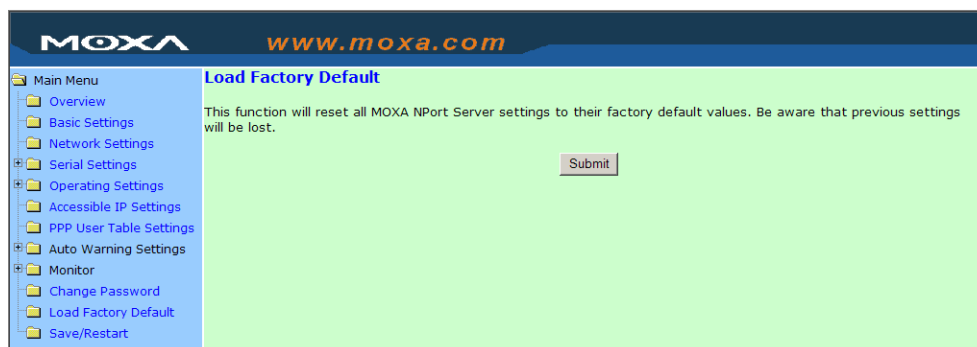 MOXA
www.moxa.com
Main Menu
Overview
Basic Settings
Network Settings
Serial Settings
Operating Settings
Accessible IP Settings
PPP User Table Settings
Auto Warning Settings
Monitor
Change Password
Load Factory Default
Save/Restart
Load Factory Default
This function will reset all MOXA NPort Server settings to their factory default values. Be aware that previous settings
will be lost.
Submit